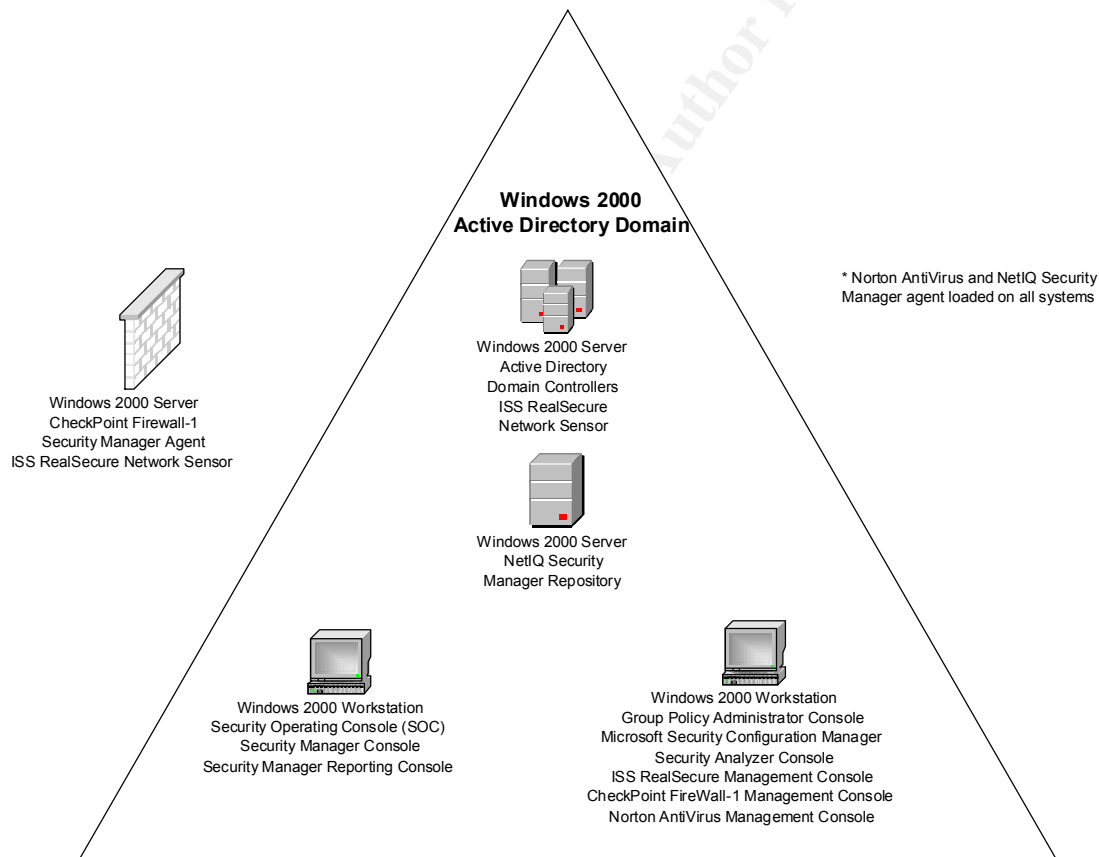 Author
Windows 2000
Active Directory Domain
* Norton AntiVirus and NetIQ Security
Manager agent loaded on all systems
Windows 2000 Server
Active Directory
Domain Controllers
ISS RealSecure
Network Sensor
Windows 2000 Server
CheckPoint Firewall-1
Security Manager Agent
ISS RealSecure Network Sensor
Windows 2000 Server
NetIQ Security
Manager Repository
Windows 2000 Workstation
Security Operating Console (SOC)
Security Manager Console
Security Manager Reporting Console
Windows 2000 Workstation
Group Policy Administrator Console
Microsoft Security Configuration Manager
Security Analyzer Console
ISS RealSecure Management Console
CheckPoint FireWall-1 Management Console
Norton AntiVirus Management Console